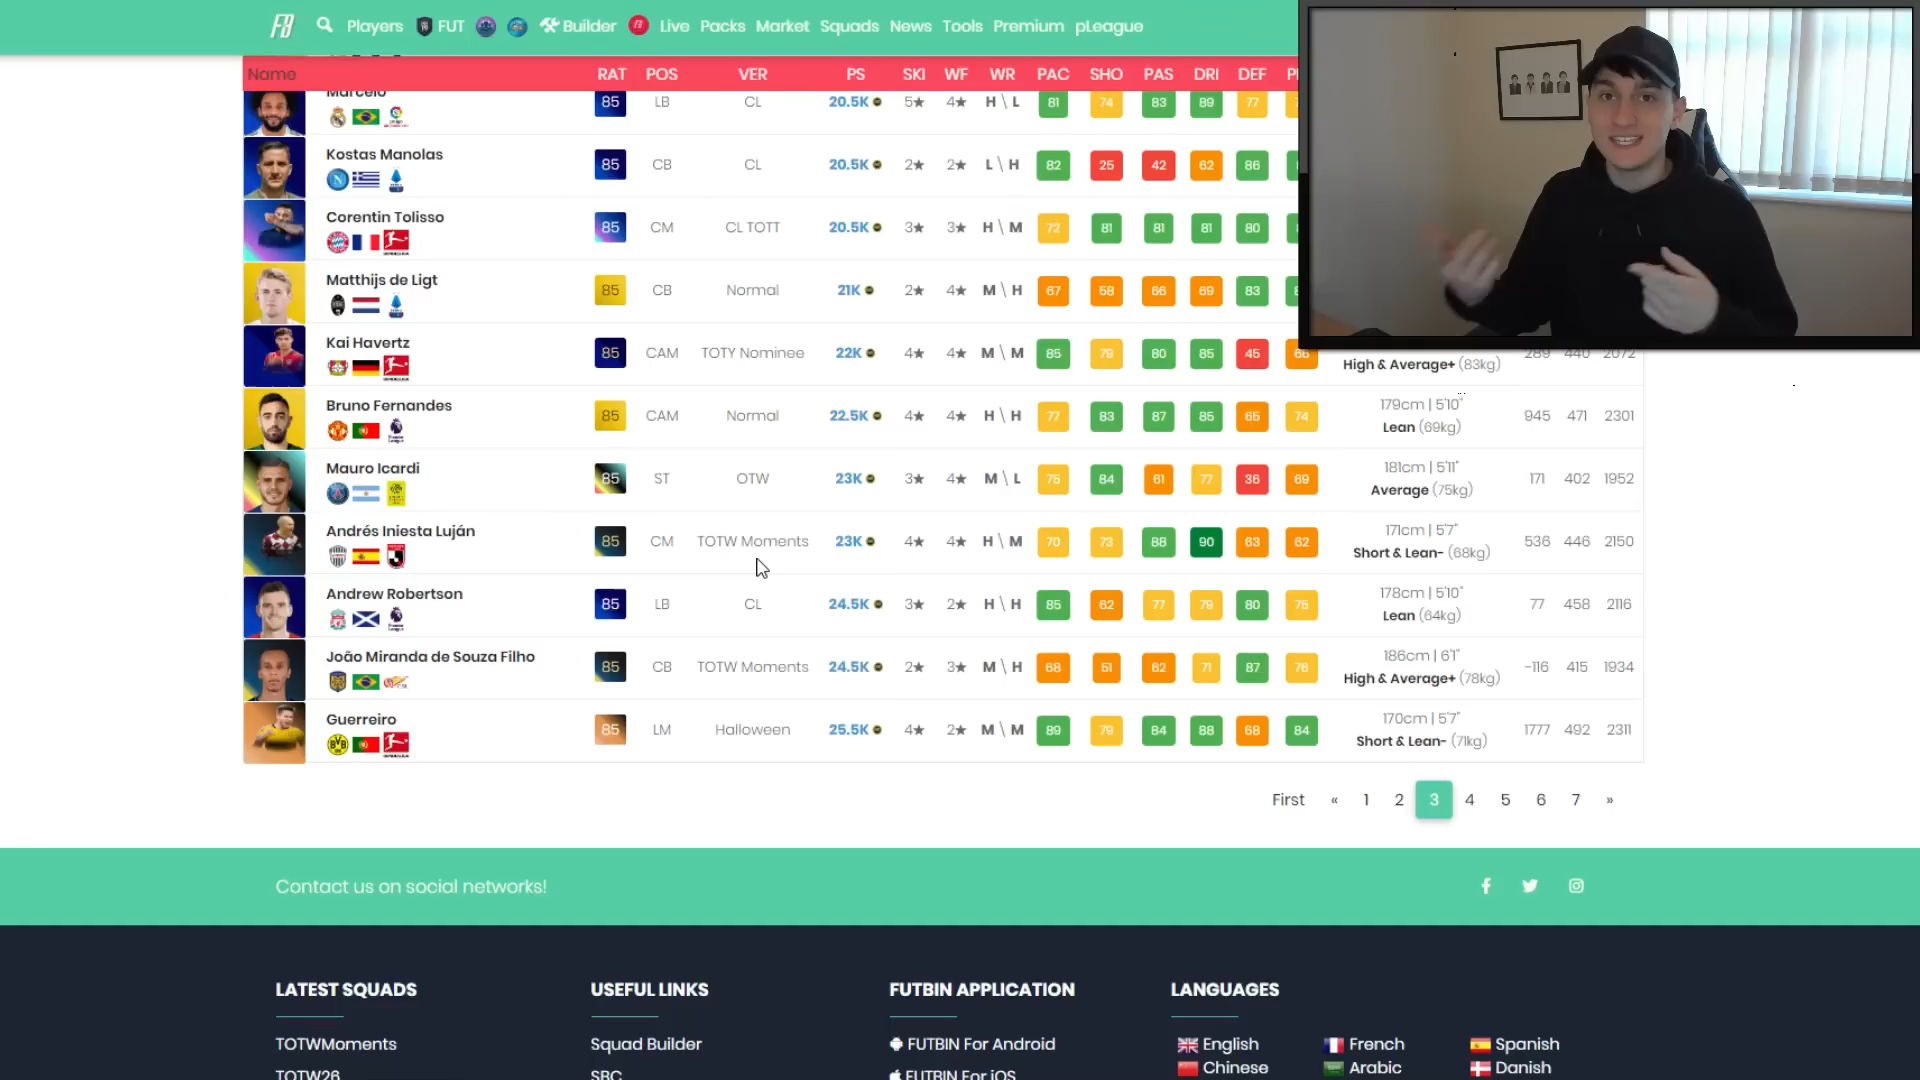 Players FUT Builder Live Packs Market Squads News Tools Premium pLeague
Name RAT POS VER PS SKI WF WR PAC SHO PAS DRI DEF
Marcelo 85 LB CL 20.5K 5★ 4★ H \ L 81 74 83 89 77
Kostas Manolas 85 CB CL 20.5K 2★ 2★ L \ H 82 25 42 62 86
Corentin Tolisso 85 CM CL TOTT 20.5K 3★ 3★ H \ M 72 81 81 81 80
Matthijs de Ligt 85 CB Normal 21K 2★ 4★ M \ H 67 58 66 69 83
Kai Havertz 85 CAM TOTY Nominee 22K 4★ 4★ M \ M 85 79 80 85 45 66 289 440 2072
High & Average+ (83kg)
Bruno Fernandes 85 CAM Normal 22.5K 4★ 4★ H \ H 77 83 87 85 65 74 179cm | 5'10" 945 471 2301
Lean (69kg)
Mauro Icardi 85 ST OTW 23K 3★ 4★ M \ L 75 84 61 77 36 69 181cm | 5'11" 171 402 1952
Average (75kg)
Andrés Iniesta Luján 85 CM TOTW Moments 23K 4★ 4★ H \ M 70 73 88 90 63 62 171cm | 5'7" 536 446 2150
Short & Lean- (68kg)
Andrew Robertson 85 LB CL 24.5K 3★ 2★ H \ H 85 62 77 79 80 75 178cm | 5'10" 77 458 2116
Lean (64kg)
João Miranda de Souza Filho 85 CB TOTW Moments 24.5K 2★ 3★ M \ H 68 51 62 71 87 76 186cm | 6'1" -116 415 1934
High & Average+ (78kg)
Guerreiro 85 LM Halloween 25.5K 4★ 2★ M \ M 89 79 84 88 68 84 170cm | 5'7" 1777 492 2311
Short & Lean- (71kg)
First « 1 2 3 4 5 6 7 »
Contact us on social networks!
LATEST SQUADS USEFUL LINKS FUTBIN APPLICATION LANGUAGES
TOTWMoments Squad Builder FUTBIN For Android English French Spanish
TOTW26 SBC FUTBIN For iOS Chinese Arabic Danish